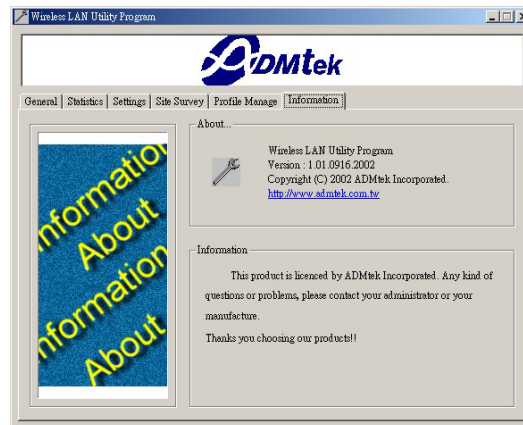 Wireless LAN Utility Program
ADMtek
General Statistics Settings Site Survey Profile Manage Information
About...
Wireless LAN Utility Program
Version : 1.01.0916.2002
Copyright (C) 2002 ADMtek Incorporated.
http://www.admtek.com.tw
Information
About
Information
About
Information
This product is licenced by ADMtek Incorporated. Any kind of
questions or problems, please contact your administrator or your
manufacture.
Thanks you choosing our products!!